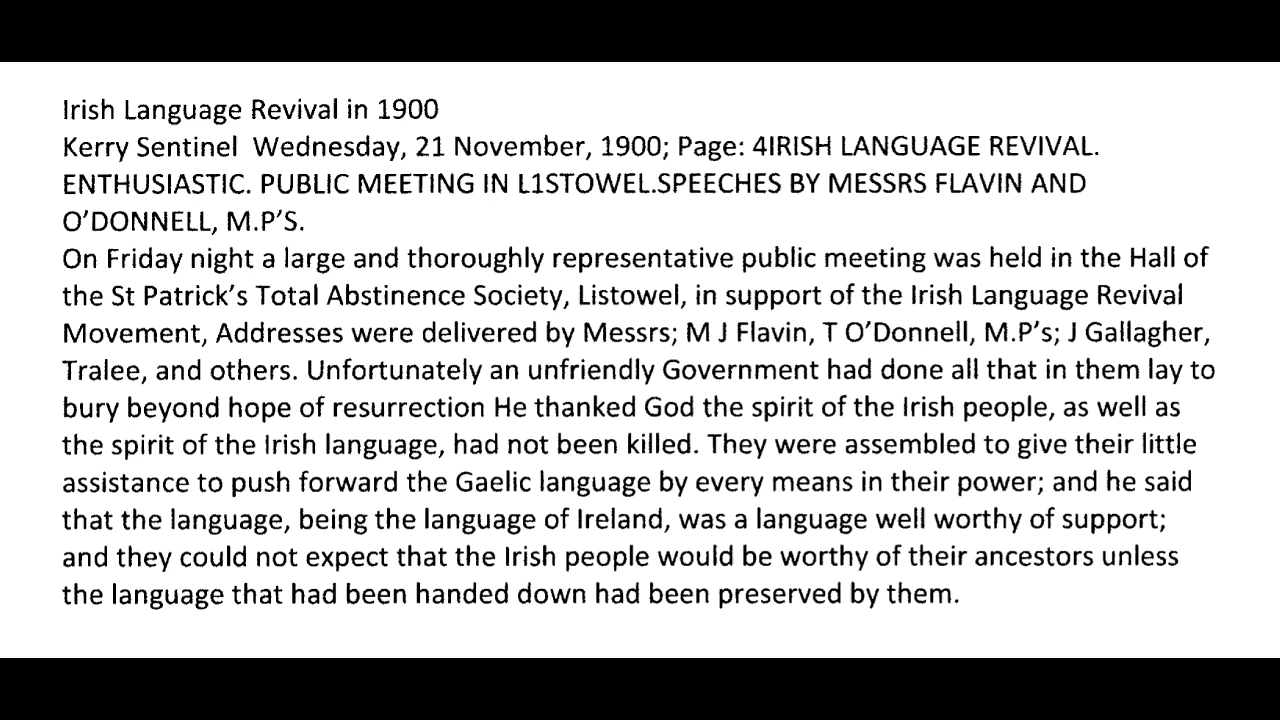 Irish Language Revival in 1900
Kerry Sentinel  Wednesday, 21 November, 1900; Page: 4IRISH LANGUAGE REVIVAL.
ENTHUSIASTIC. PUBLIC MEETING IN L1STOWEL.SPEECHES BY MESSRS FLAVIN AND
O’DONNELL, M.P’S.
On Friday night a large and thoroughly representative public meeting was held in the Hall of
the St Patrick’s Total Abstinence Society, Listowel, in support of the Irish Language Revival
Movement, Addresses were delivered by Messrs; M J Flavin, T O’Donnell, M.P’s; J Gallagher,
Tralee, and others. Unfortunately an unfriendly Government had done all that in them lay to
bury beyond hope of resurrection He thanked God the spirit of the Irish people, as well as
the spirit of the Irish language, had not been killed. They were assembled to give their little
assistance to push forward the Gaelic language by every means in their power; and he said
that the language, being the language of Ireland, was a language well worthy of support;
and they could not expect that the Irish people would be worthy of their ancestors unless
the language that had been handed down had been preserved by them.